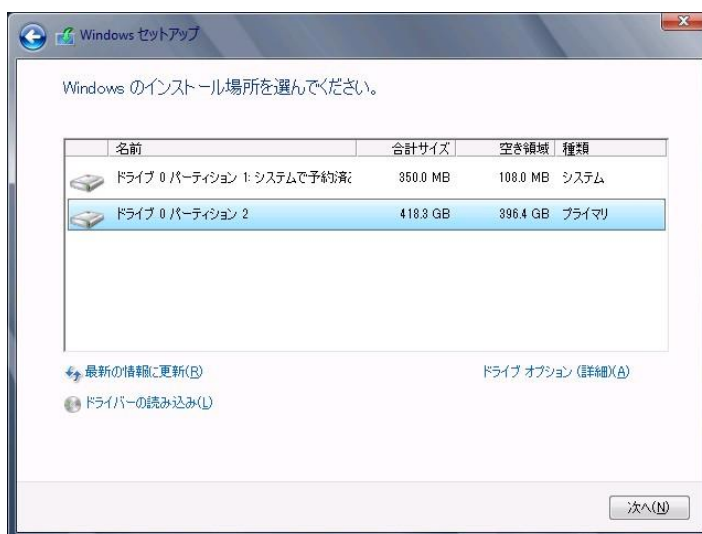 Windows セットアップ
Windows のインストール場所を選んでください。
名前 合計サイズ 空き領域 種類
ドライブ 0 パーティション 1: システムで予約済 350.0 MB 108.0 MB システム
ドライブ 0 パーティション 2 418.3 GB 396.4 GB プライマリ
最新の情報に更新(R) ドライブ オプション (詳細)(A)
ドライバーの読み込み(L)
次へ(N)